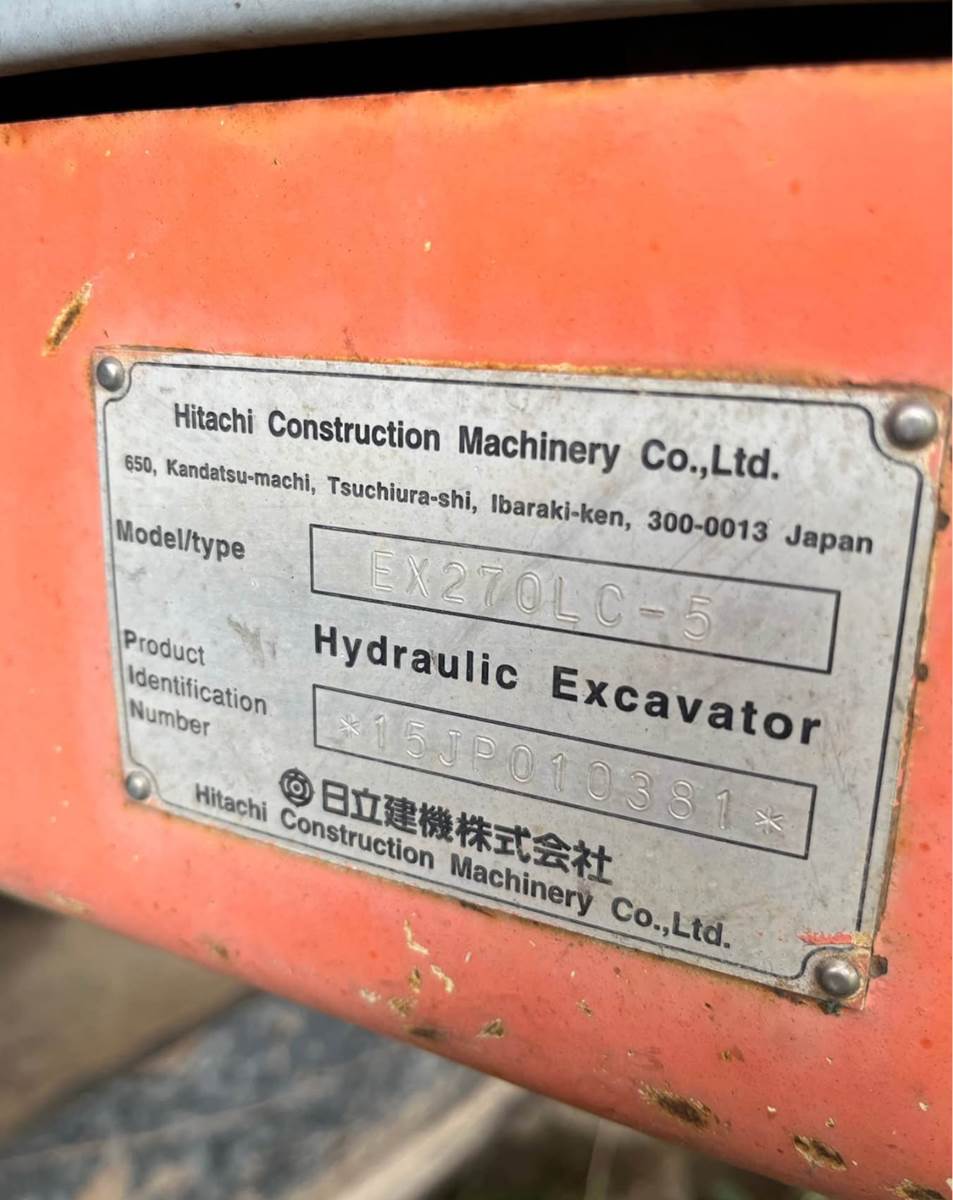 Hitachi Construction Machinery Co.,Ltd.
650, Kandatsu-machi, Tsuchiura-shi, Ibaraki-ken, 300-0013 Japan
Model/type
EX270LC-5
Hydraulic Excavator
Product
Identification
Number
*15JP010381*
日立建機株式会社
Hitachi Construction Machinery Co.,Ltd.